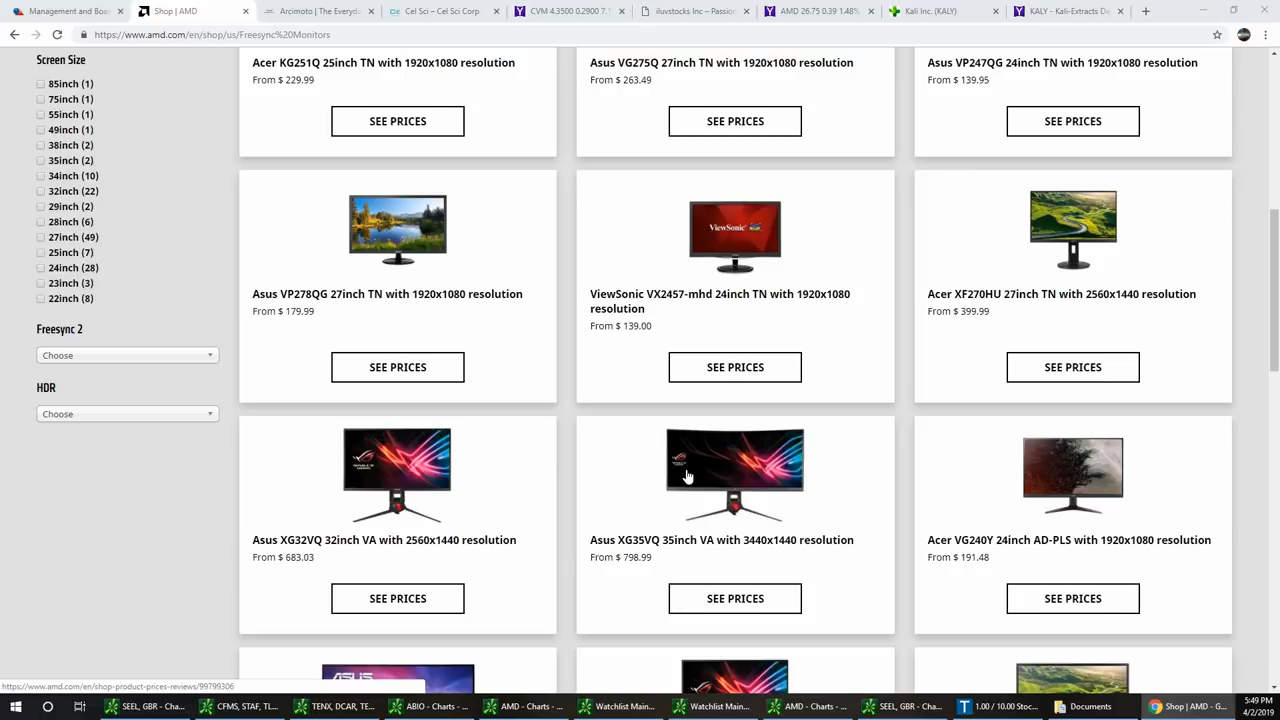 Management and Boa
Shop | AMD
Arcimoto | The Everyda
Cel Sci – Cel Sci Corp
CVM 4.3500 0.2900 7.1
iluvstocks Inc – Passion
AMD 26.75 0.39 1.48%
Kali Inc. (KALY)
KALY - Kali-Extracts De
https://www.amd.com/en/shop/us/Freesync%20Monitors
Screen Size
85inch (1)
75inch (1)
55inch (1)
49inch (1)
38inch (2)
35inch (2)
34inch (10)
32inch (22)
29inch (2)
28inch (6)
27inch (49)
25inch (7)
24inch (28)
23inch (3)
22inch (8)
Freesync 2
Choose
HDR
Choose
Acer KG251Q 25inch TN with 1920x1080 resolution
From $ 229.99
SEE PRICES
Asus VG275Q 27inch TN with 1920x1080 resolution
From $ 263.49
SEE PRICES
Asus VP247QG 24inch TN with 1920x1080 resolution
From $ 139.95
SEE PRICES
Asus VP278QG 27inch TN with 1920x1080 resolution
From $ 179.99
SEE PRICES
ViewSonic
ViewSonic VX2457-mhd 24inch TN with 1920x1080
resolution
From $ 139.00
SEE PRICES
Acer XF270HU 27inch TN with 2560x1440 resolution
From $ 399.99
SEE PRICES
Asus XG32VQ 32inch VA with 2560x1440 resolution
From $ 683.03
SEE PRICES
Asus XG35VQ 35inch VA with 3440x1440 resolution
From $ 798.99
SEE PRICES
Acer VG240Y 24inch AD-PLS with 1920x1080 resolution
From $ 191.48
SEE PRICES
https://www.amd.com/en/shop-product-prices-reviews/99799306
SEEL, GBR - Cha...
CFMS, STAF, TL...
TENX, DCAR, TE...
ABIO - Charts - ...
AMD - Charts - ...
Watchlist Main...
Watchlist Main...
AMD - Charts - ...
SEEL, GBR - Cha...
1.00 / 10.00 Stoc...
Documents
Shop | AMD - G...
5:49 PM
4/2/2019